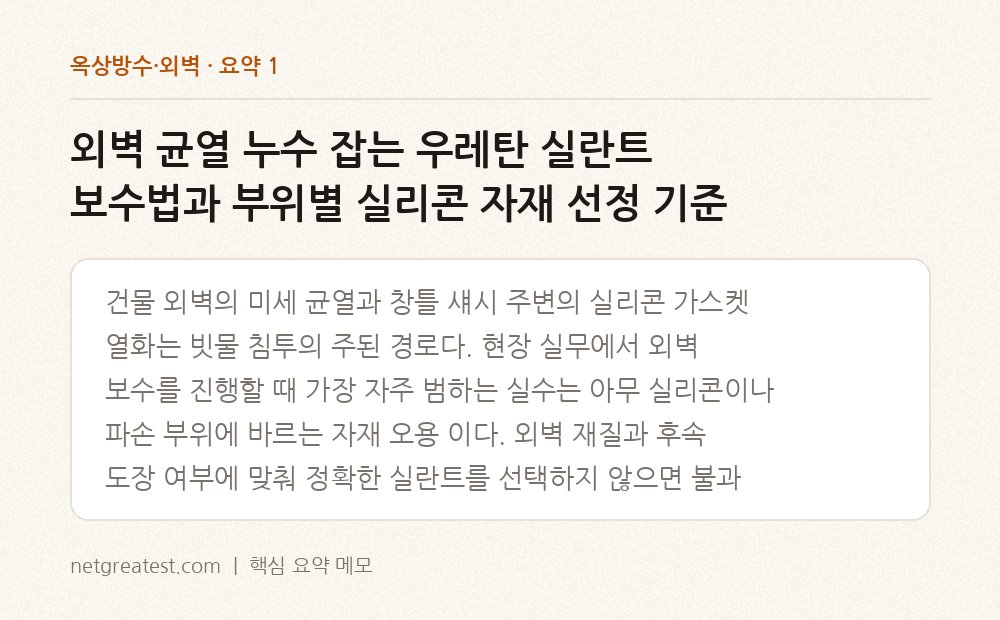 옥상방수·외벽 · 요약 1
외벽 균열 누수 잡는 우레탄 실란트
보수법과 부위별 실리콘 자재 선정 기준
건물 외벽의 미세 균열과 창틀 섀시 주변의 실리콘 가스켓
열화는 빗물 침투의 주된 경로다. 현장 실무에서 외벽
보수를 진행할 때 가장 자주 범하는 실수는 아무 실리콘이나
파손 부위에 바르는 자재 오용 이다. 외벽 재질과 후속
도장 여부에 맞춰 정확한 실란트를 선택하지 않으면 불과
netgreatest.com | 핵심 요약 메모